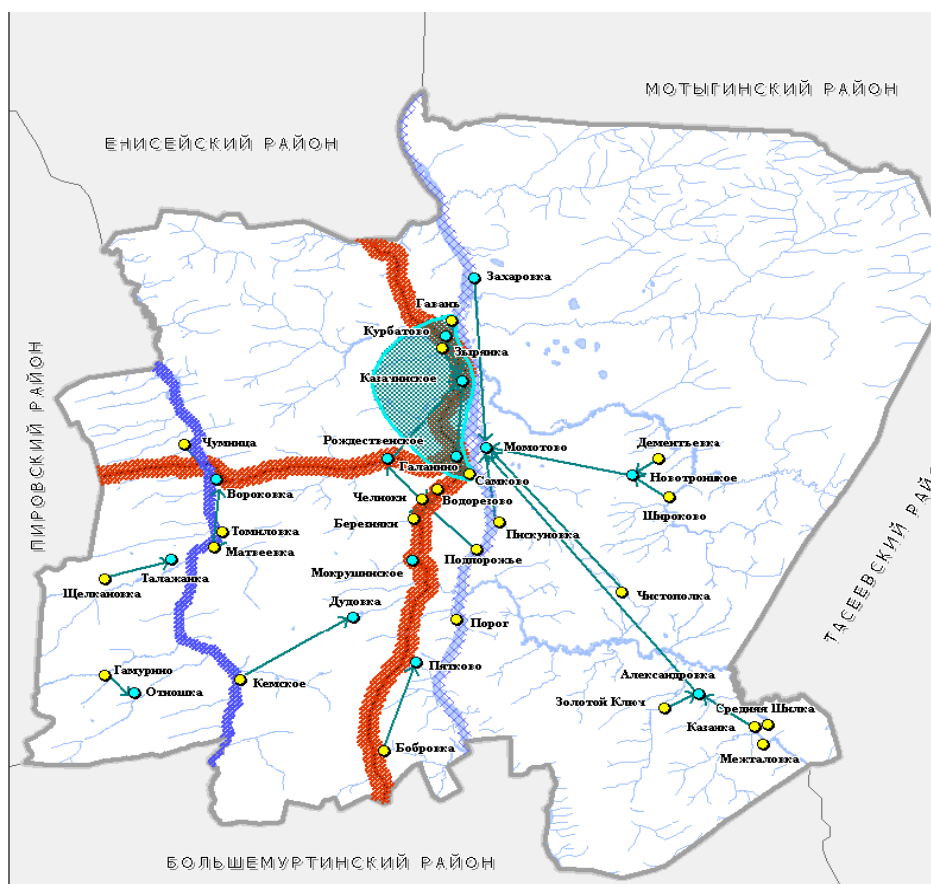 МОТЫГИНСКИЙ РАЙОН
ЕНИСЕЙСКИЙ РАЙОН
Захаровка
Гавань
Курбатово
Зырянка
Казачинское
ПИРОВСКИЙ РАЙОН
Рождественское
Момотово
Дементьевка
Чумница
Галанино
Новотроицкое
Самково
Вороковка
Челноки
Водорезово
Широково
Томиловка
Березняки
Пискуновка
Матвеевка
Подпорожье
Талажанка
Мокрушинское
Щелкановка
Чистополка
Дудовка
Порог
ТАСЕЕВСКИЙ РАЙО
Гамурино
Отношка
Кемское
Пятково
Александровка
Золотой Ключ
Средняя Шилка
Казанка
Бобровка
Межталовка
БОЛЬШЕМУРТИНСКИЙ РАЙОН